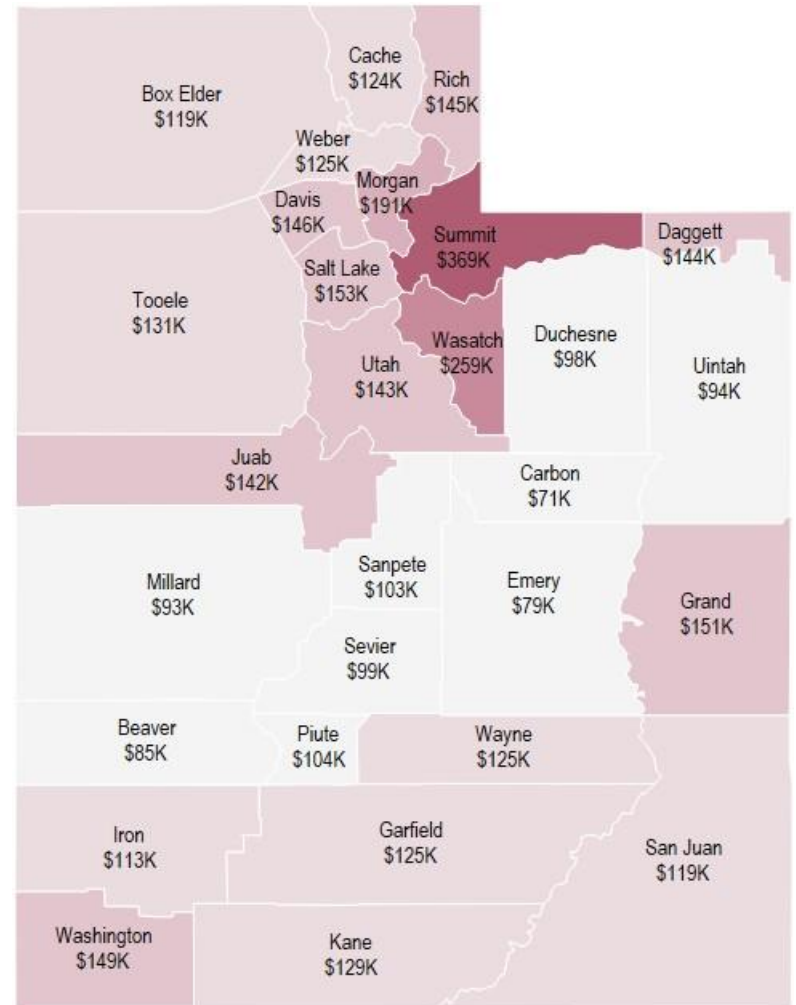 Cache
$124K
Rich
$145K
Box Elder
$119K
Weber
$125K
Morgan
$191K
Davis
$146K
Summit
$369K
Daggett
$144K
Salt Lake
$153K
Tooele
$131K
Wasatch
$259K
Duchesne
$98K
Utah
$143K
Uintah
$94K
Juab
$142K
Carbon
$71K
Sanpete
$103K
Millard
$93K
Emery
$79K
Grand
$151K
Sevier
$99K
Beaver
$85K
Piute
$104K
Wayne
$125K
Iron
$113K
Garfield
$125K
San Juan
$119K
Washington
$149K
Kane
$129K